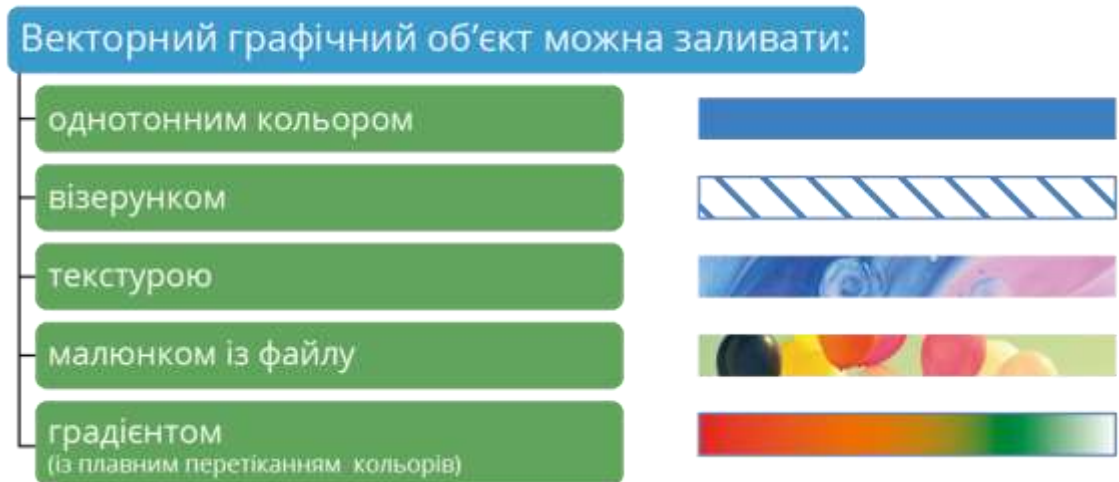 Векторний графічний об’єкт можна заливати:
однотонним кольором
візерунком
текстурою
малюнком із файлу
градієнтом
(із плавним перетіканням кольорів)